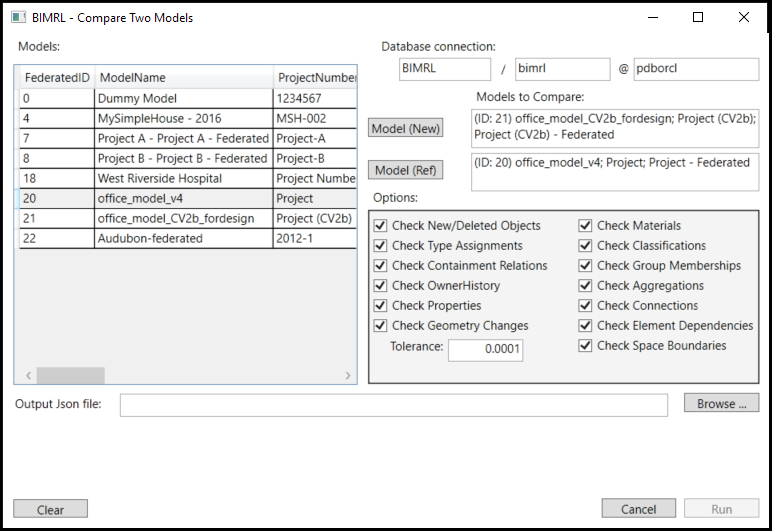 BIMRL - Compare Two Models
Models:
Database connection:
BIMRL / bimrl @ pdborcl
FederatedID ModelName ProjectNumber
0 Dummy Model 1234567
4 MySimpleHouse - 2016 MSH-002
7 Project A - Project A - Federated Project-A
8 Project B - Project B - Federated Project-B
18 West Riverside Hospital Project Numbe
20 office_model_v4 Project
21 office_model_CV2b_fordesign Project (CV2b)
22 Audubon-federated 2012-1
Models to Compare:
Model (New)
(ID: 21) office_model_CV2b_fordesign; Project (CV2b);
Project (CV2b) - Federated
Model (Ref)
(ID: 20) office_model_v4; Project; Project - Federated
Options:
Check New/Deleted Objects
Check Type Assignments
Check Containment Relations
Check OwnerHistory
Check Properties
Check Geometry Changes
Tolerance: 0.0001
Check Materials
Check Classifications
Check Group Memberships
Check Aggregations
Check Connections
Check Element Dependencies
Check Space Boundaries
Output Json file:
Browse ...
Clear
Cancel
Run